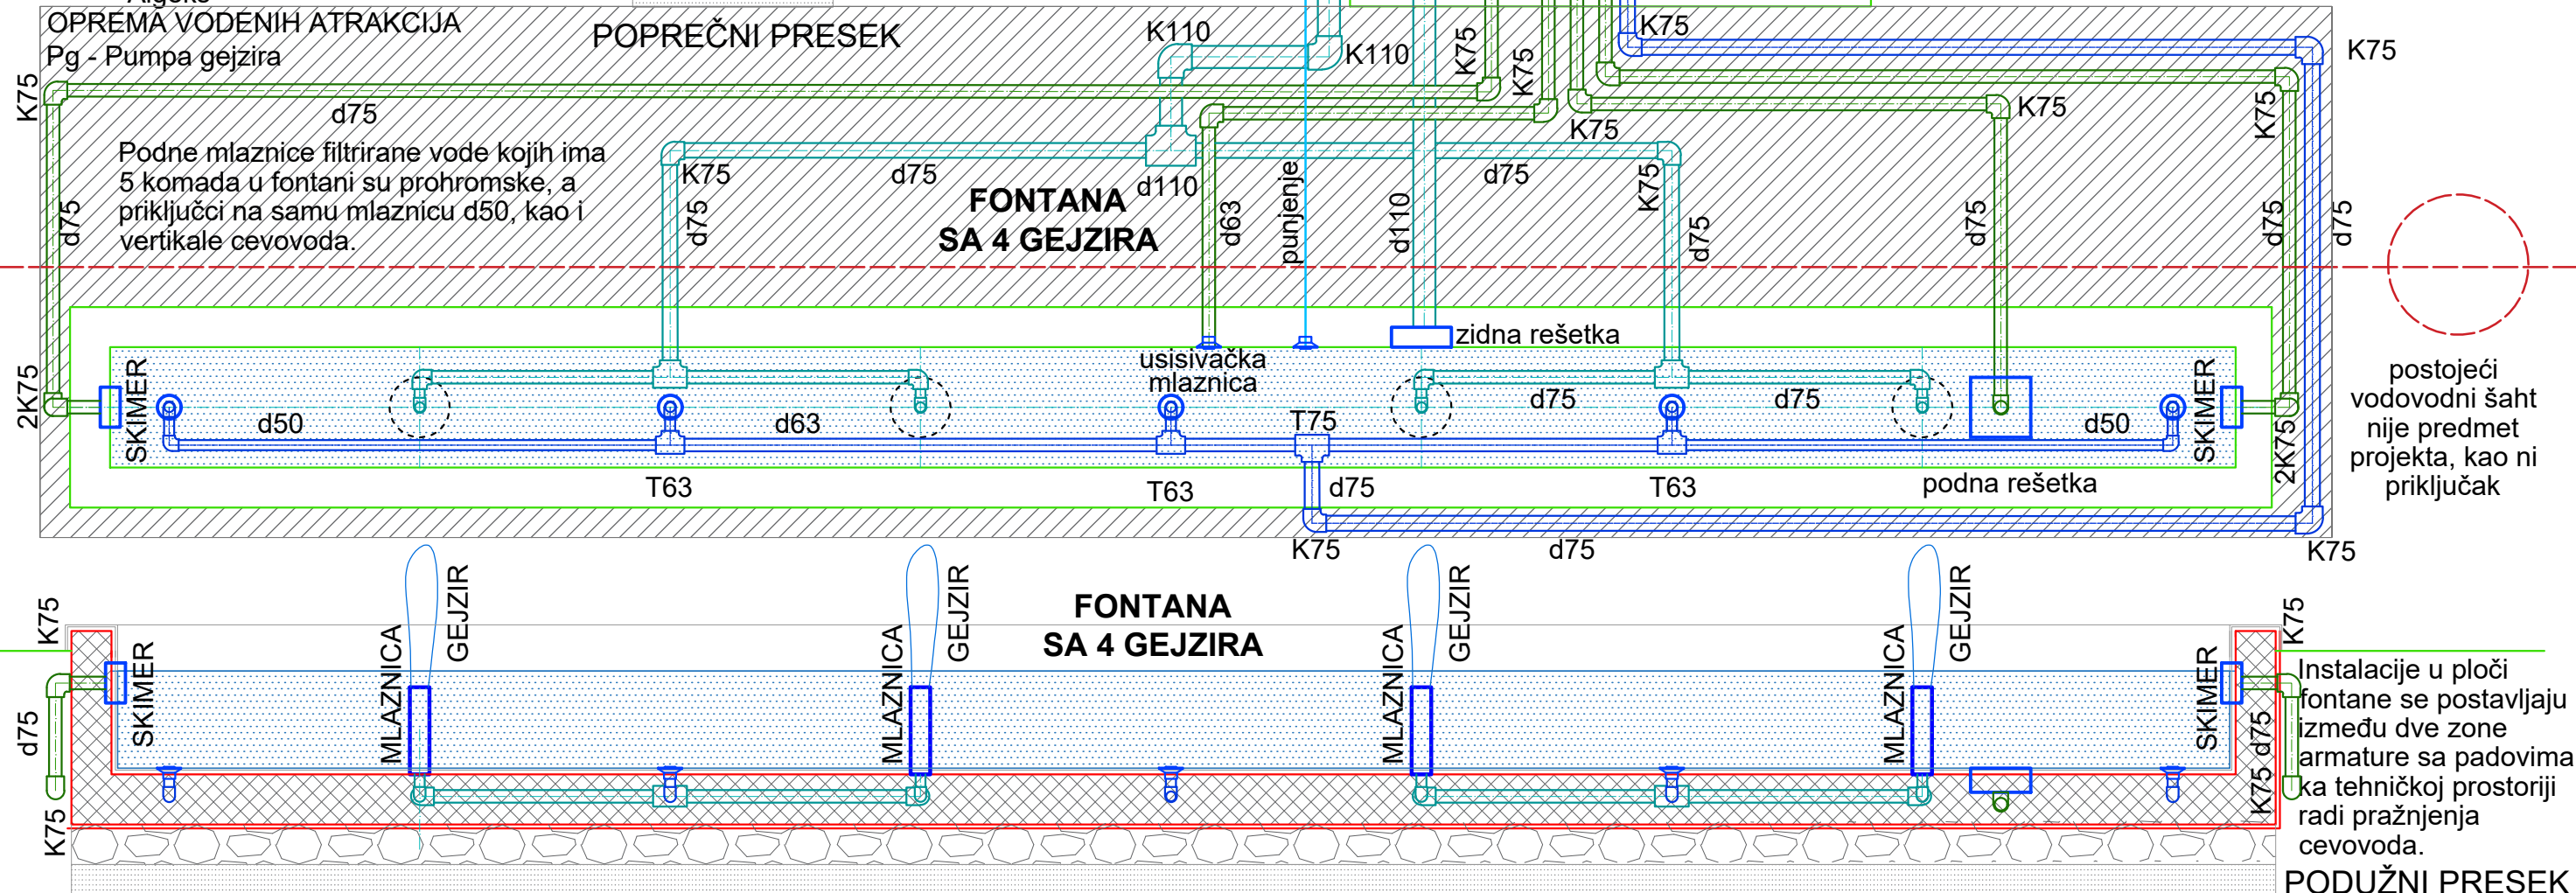 OPREMA VODENIH ATRAKCIJA
Pg - Pumpa gejzira
POPREČNI PRESEK
K110
K110
K75
K75
K75
K75
K75
d75
K75
K75
K75
Podne mlaznice filtrirane vode kojih ima
5 komada u fontani su prohromske, a
priključci na samu mlaznicu d50, kao i
vertikale cevovoda.
d75
K75
d75
d75
d110
FONTANA
SA 4 GEJZIRA
d63
punjenje
d110
d75
K75
d75
d75
d75
d75
zidna rešetka
usisivačka
mlaznica
2K75
SKIMER
d50
d63
T75
d75
d75
d50
SKIMER
2K75
postojeći
vodovodni šaht
nije predmet
projekta, kao ni
priključak
T63
T63
d75
T63
podna rešetka
K75
d75
K75
FONTANA
SA 4 GEJZIRA
K75
d75
K75
SKIMER
MLAZNICA
GEJZIR
MLAZNICA
GEJZIR
MLAZNICA
GEJZIR
MLAZNICA
GEJZIR
SKIMER
K75
K75 d75
Instalacije u ploči
fontane se postavljaju
između dve zone
armature sa padovima
ka tehničkoj prostoriji
radi pražnjenja
cevovoda.
PODUŽNI PRESEK